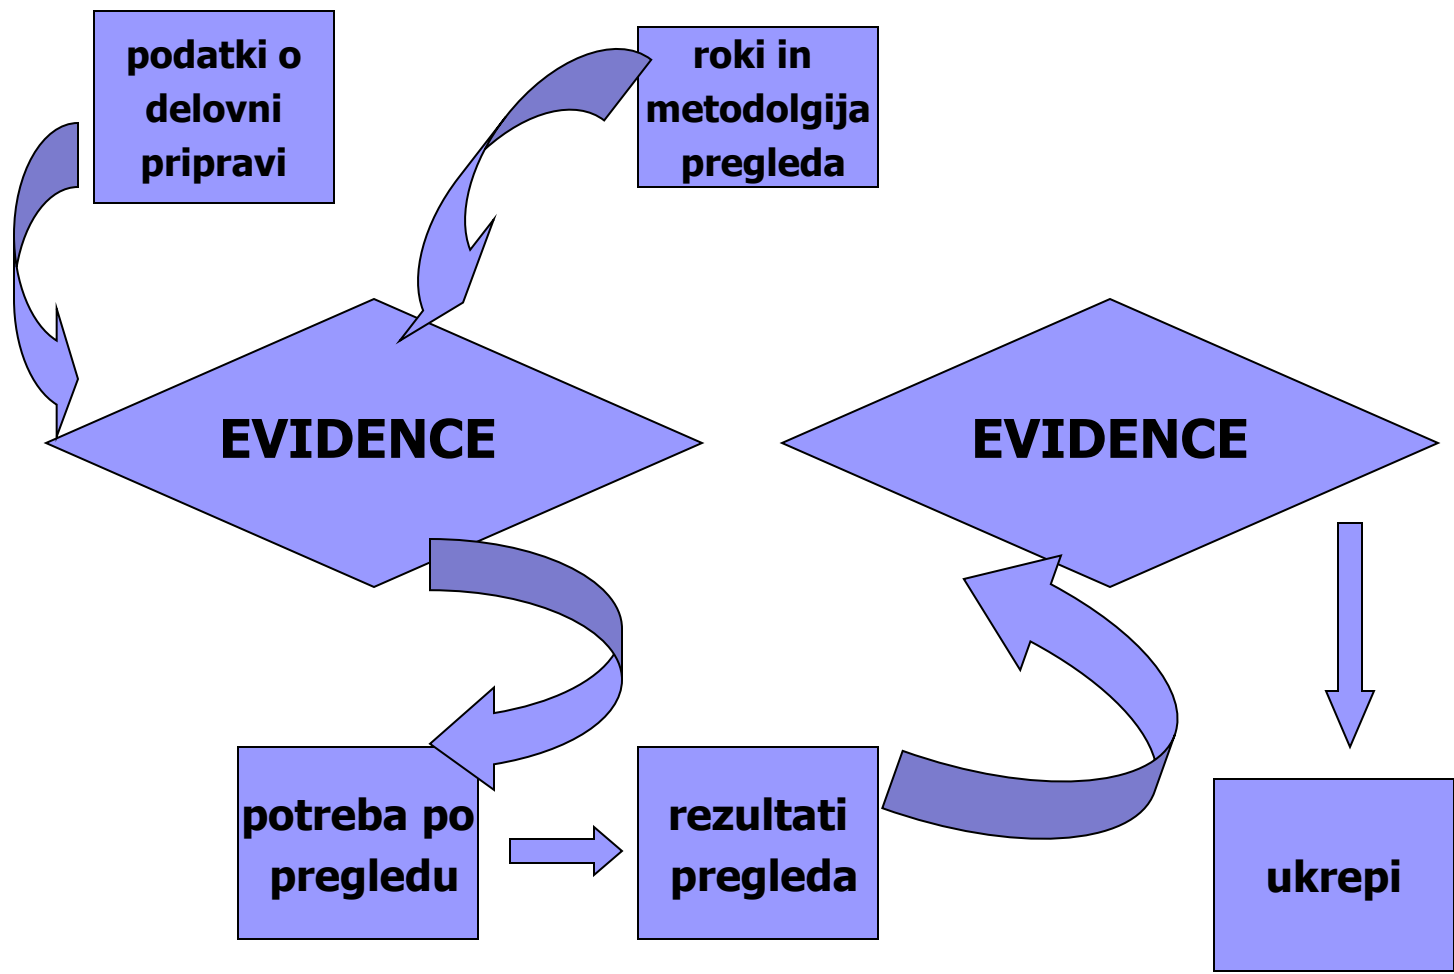 podatki o
delovni
pripravi
roki in
metodolgija
pregleda
EVIDENCE
EVIDENCE
potreba po
pregledu
rezultati
pregleda
ukrepi